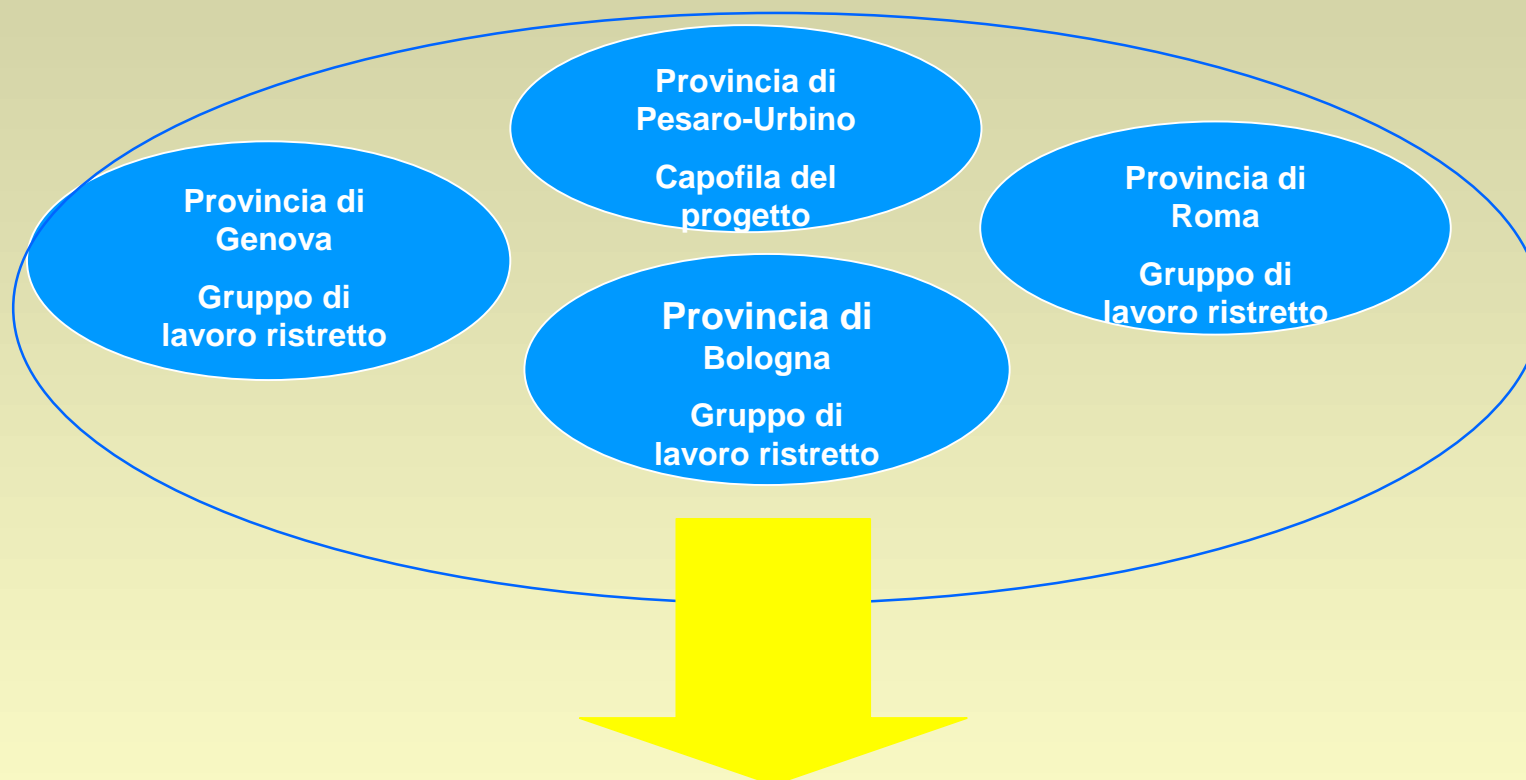 Provincia di
Pesaro-Urbino
Capofila del
progetto
Provincia di
Genova
Gruppo di
lavoro ristretto
Provincia di
Roma
Gruppo di
lavoro ristretto
Provincia di
Bologna
Gruppo di
lavoro ristretto